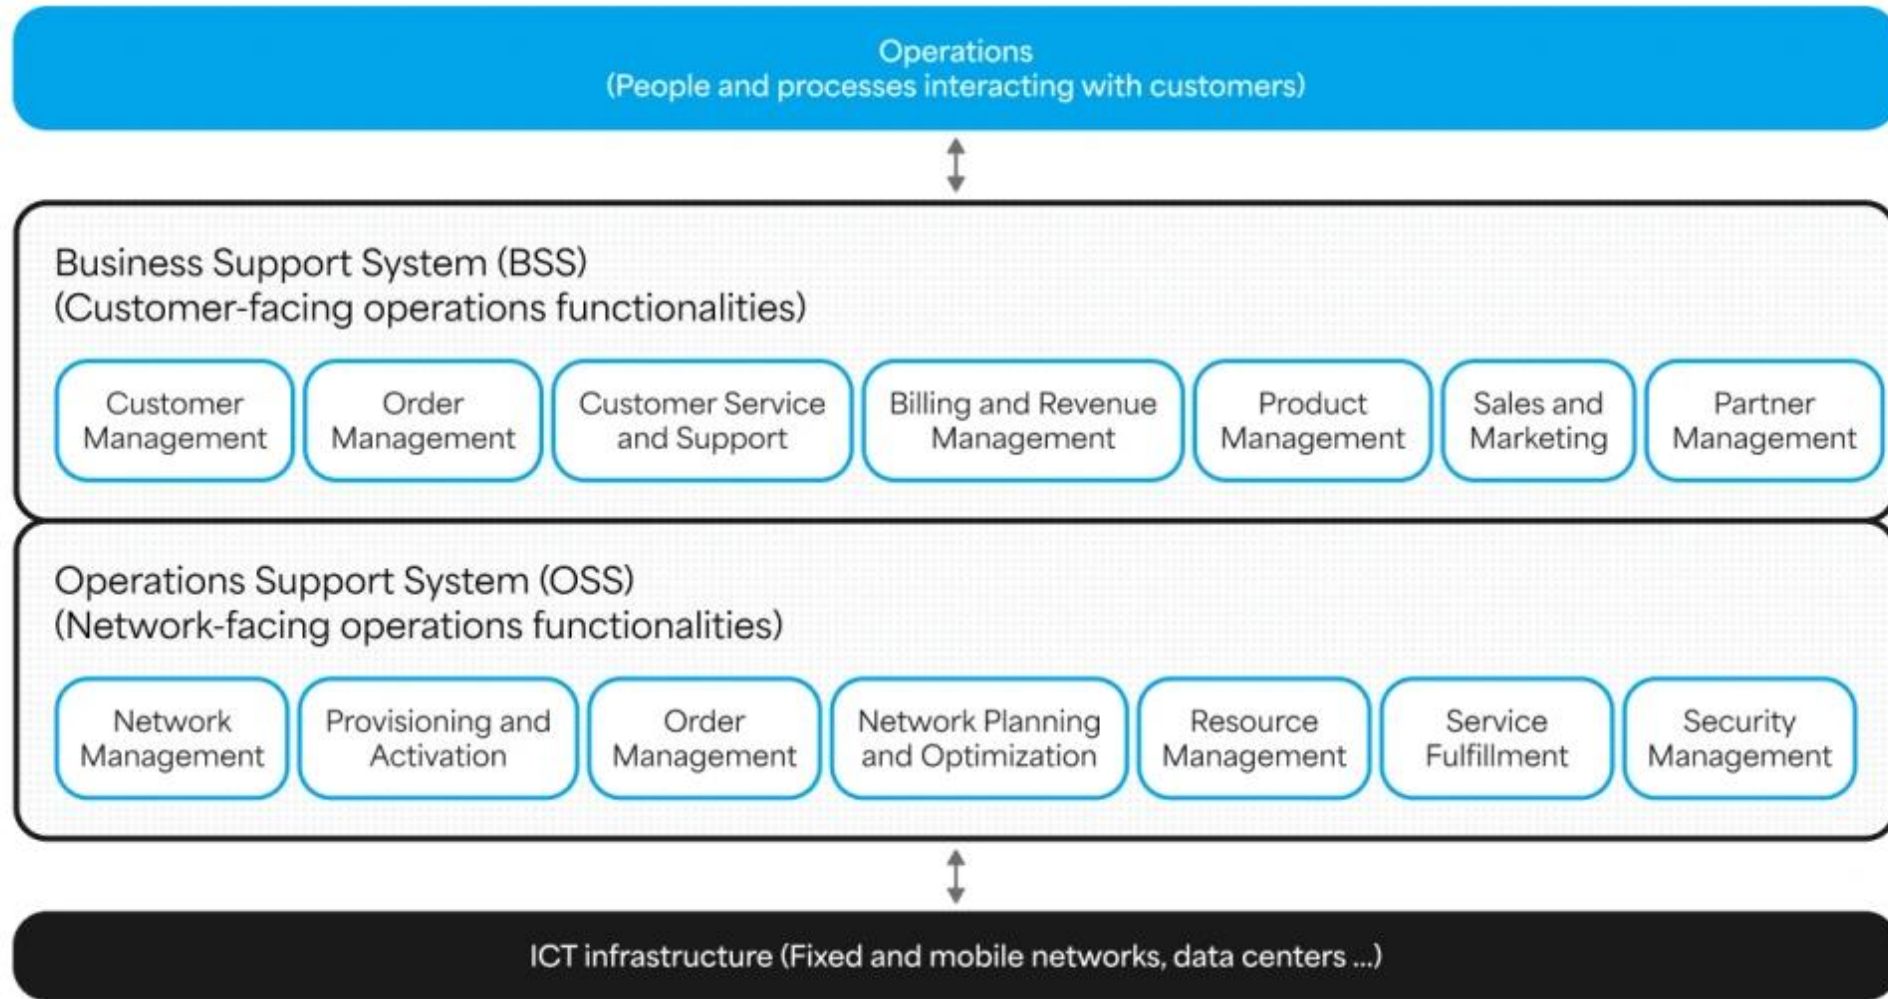 Operations
(People and processes interacting with customers)
Business Support System (BSS)
(Customer-facing operations functionalities)
Customer
Management
Order
Management
Customer Service
and Support
Billing and Revenue
Management
Product
Management
Sales and
Marketing
Partner
Management
Operations Support System (OSS)
(Network-facing operations functionalities)
Network
Management
Provisioning and
Activation
Order
Management
Network Planning
and Optimization
Resource
Management
Service
Fulfillment
Security
Management
ICT infrastructure (Fixed and mobile networks, data centers ...)